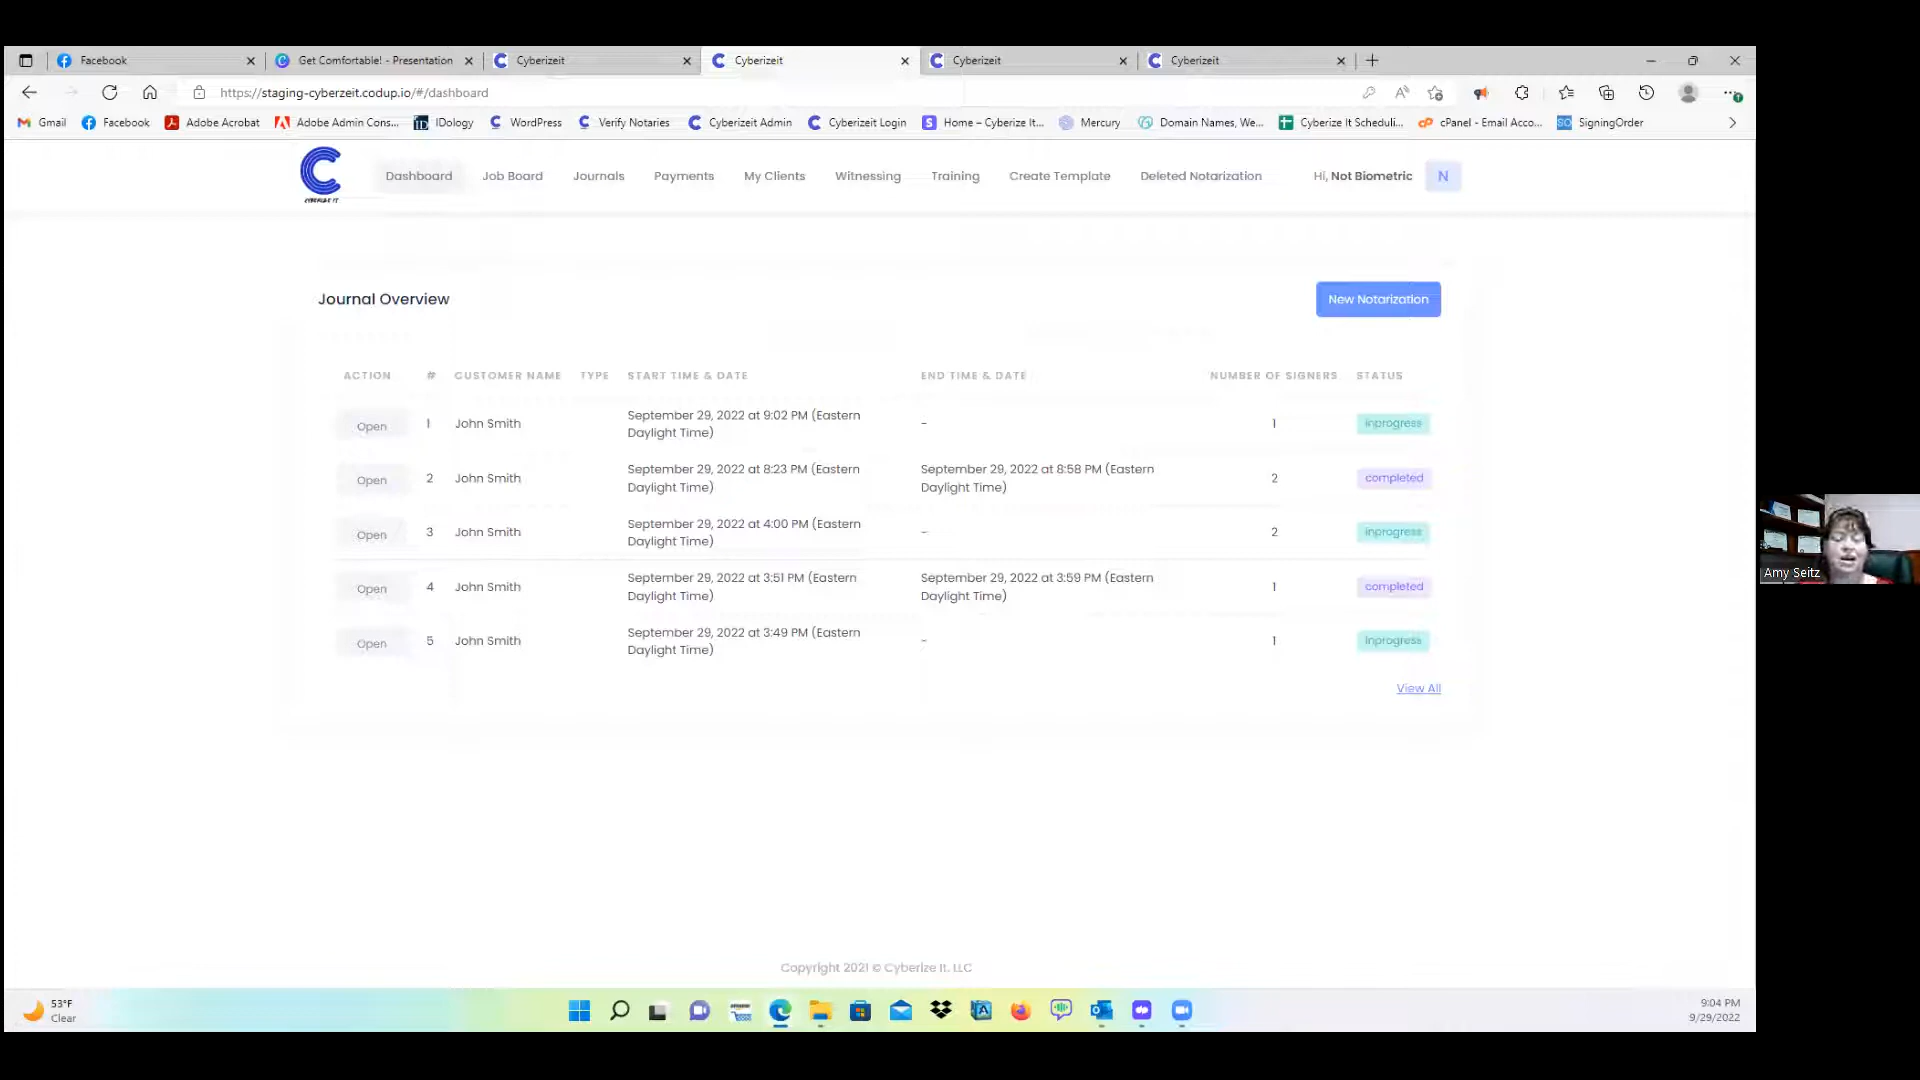 Facebook
Get Comfortable! - Presentation
Cyberizeit
Cyberizeit
Cyberizeit
Cyberizeit
https://staging-cyberzeit.codup.io/#/dashboard
Gmail
Facebook
Adobe Acrobat
Adobe Admin Cons...
IDology
WordPress
Verify Notaries
Cyberizeit Admin
Cyberizeit Login
Home – Cyberize It...
Mercury
Domain Names, We...
Cyberize It Scheduli...
cPanel - Email Acco...
SigningOrder
CYBERIZE IT
Dashboard
Job Board
Journals
Payments
My Clients
Witnessing
Training
Create Template
Deleted Notarization
Hi, Not Biometric
N
Journal Overview
New Notarization
ACTION # CUSTOMER NAME TYPE START TIME & DATE END TIME & DATE NUMBER OF SIGNERS STATUS
Open 1 John Smith September 29, 2022 at 9:02 PM (Eastern - 1 inprogress
Daylight Time)
Open 2 John Smith September 29, 2022 at 8:23 PM (Eastern September 29, 2022 at 8:58 PM (Eastern 2 completed
Daylight Time) Daylight Time)
Open 3 John Smith September 29, 2022 at 4:00 PM (Eastern - 2 inprogress
Daylight Time)
Open 4 John Smith September 29, 2022 at 3:51 PM (Eastern September 29, 2022 at 3:59 PM (Eastern 1 completed
Daylight Time) Daylight Time)
Open 5 John Smith September 29, 2022 at 3:49 PM (Eastern - 1 inprogress
Daylight Time)
View All
Amy Seitz
Copyright 2021 © Cyberize It. LLC
53°F
Clear
9:04 PM
9/29/2022